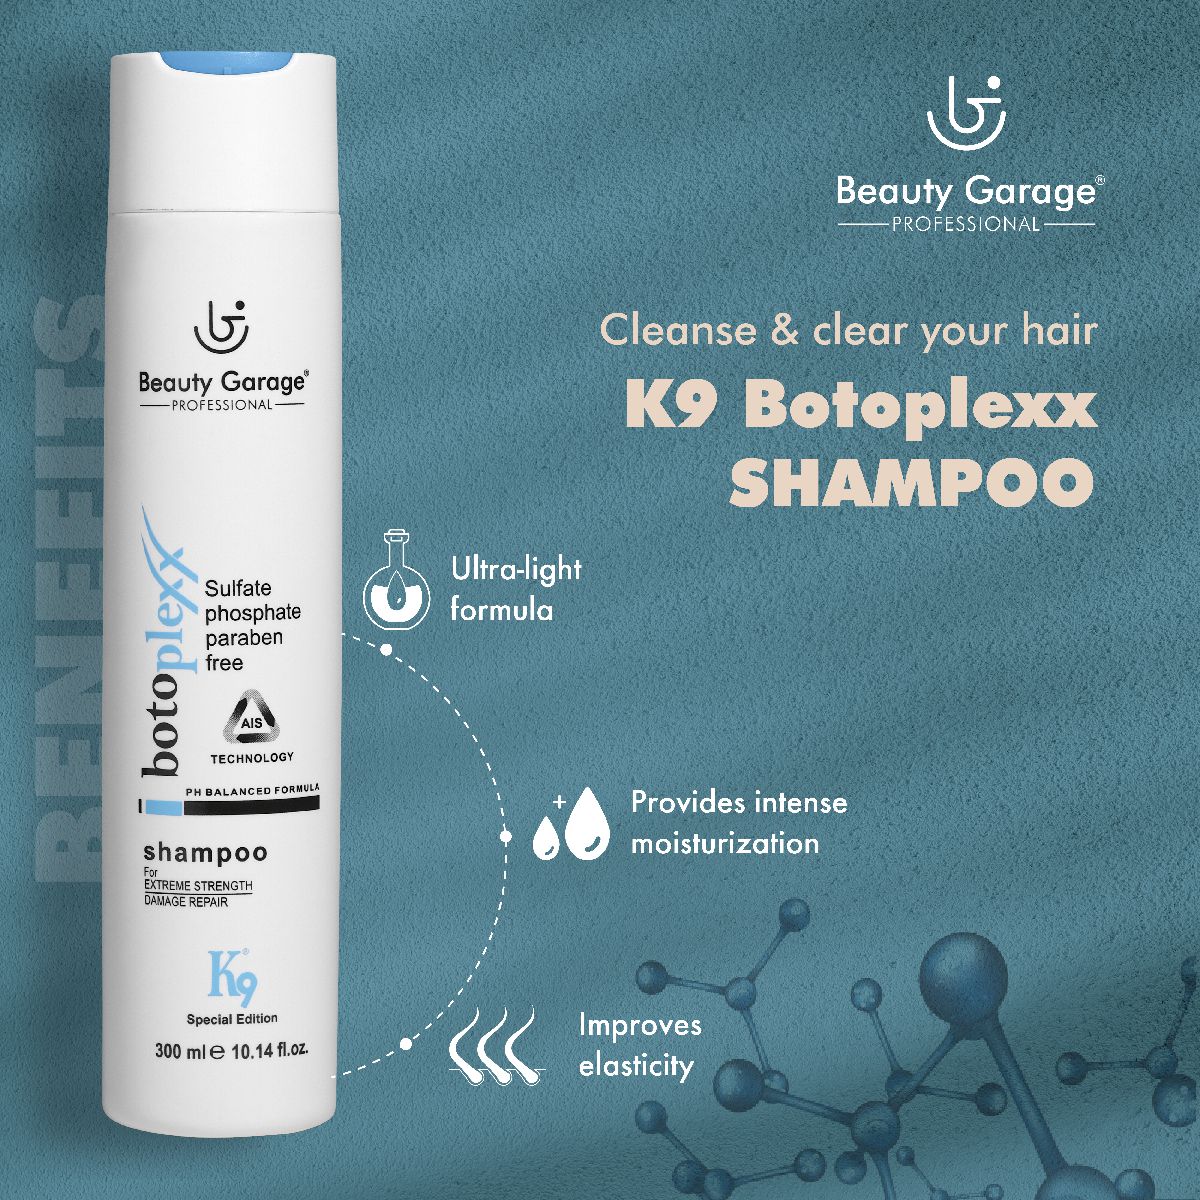 Beauty Garage®
PROFESSIONAL
Cleanse & clear your hair
K9 Botoplexx
SHAMPOO
BENEFITS
Beauty Garage®
PROFESSIONAL
botoplexx
Sulfate
phosphate
paraben
free
AIS
TECHNOLOGY
PH BALANCED FORMULA
shampoo
For
EXTREME STRENGTH
DAMAGE REPAIR
K9®
Special Edition
300 ml ℮ 10.14 fl.oz.
Ultra-light
formula
Provides intense
moisturization
Improves
elasticity